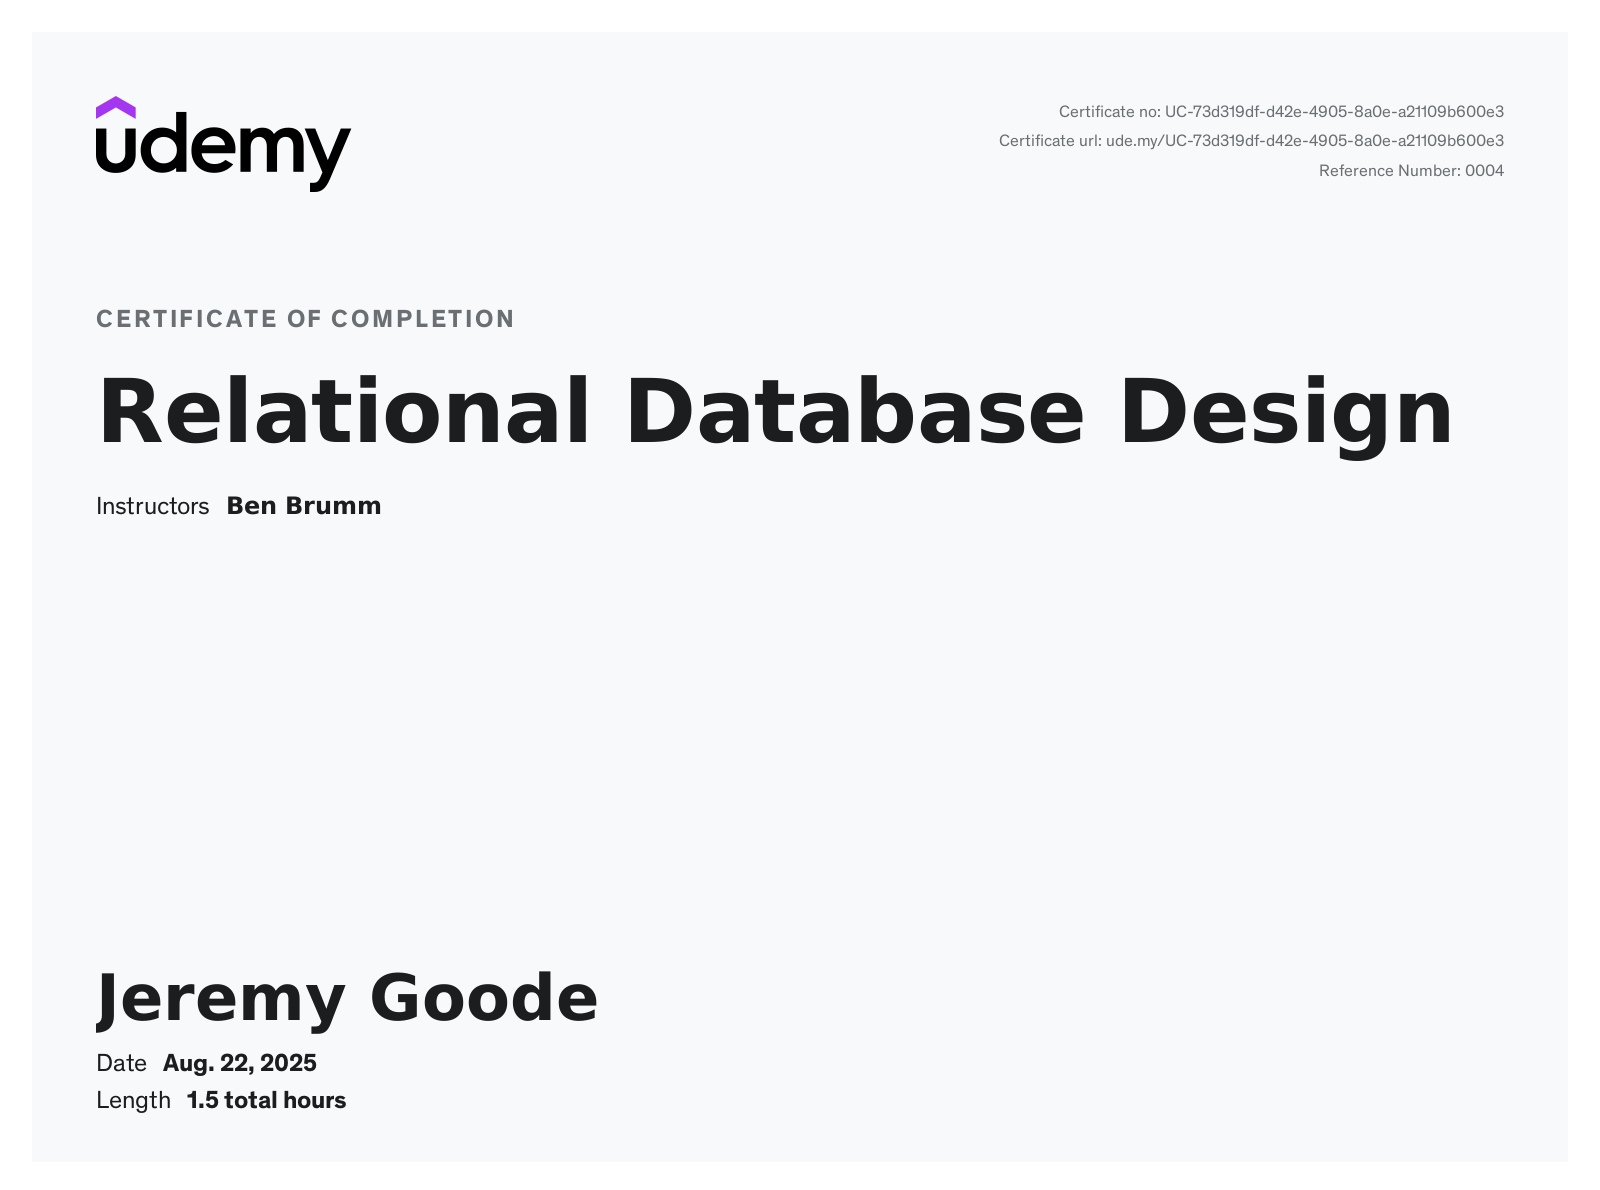 udemy
Certificate no: UC-73d319df-d42e-4905-8a0e-a21109b600e3
Certificate url: ude.my/UC-73d319df-d42e-4905-8a0e-a21109b600e3
Reference Number: 0004
CERTIFICATE OF COMPLETION
Relational Database Design
Instructors Ben Brumm
Jeremy Goode
Date Aug. 22, 2025
Length 1.5 total hours